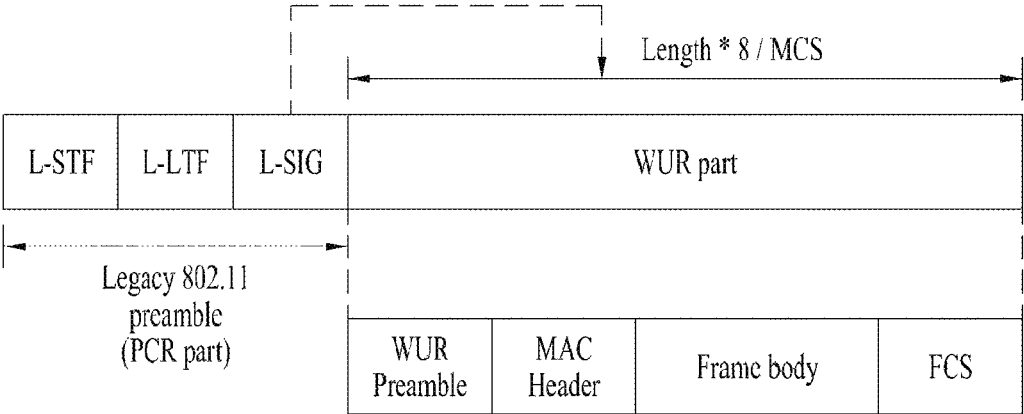 Length * 8 / MCS
L-STF
L-LTF
L-SIG
WUR part
Legacy 802.11
preamble
(PCR part)
WUR
Preamble
MAC
Header
Frame body
FCS